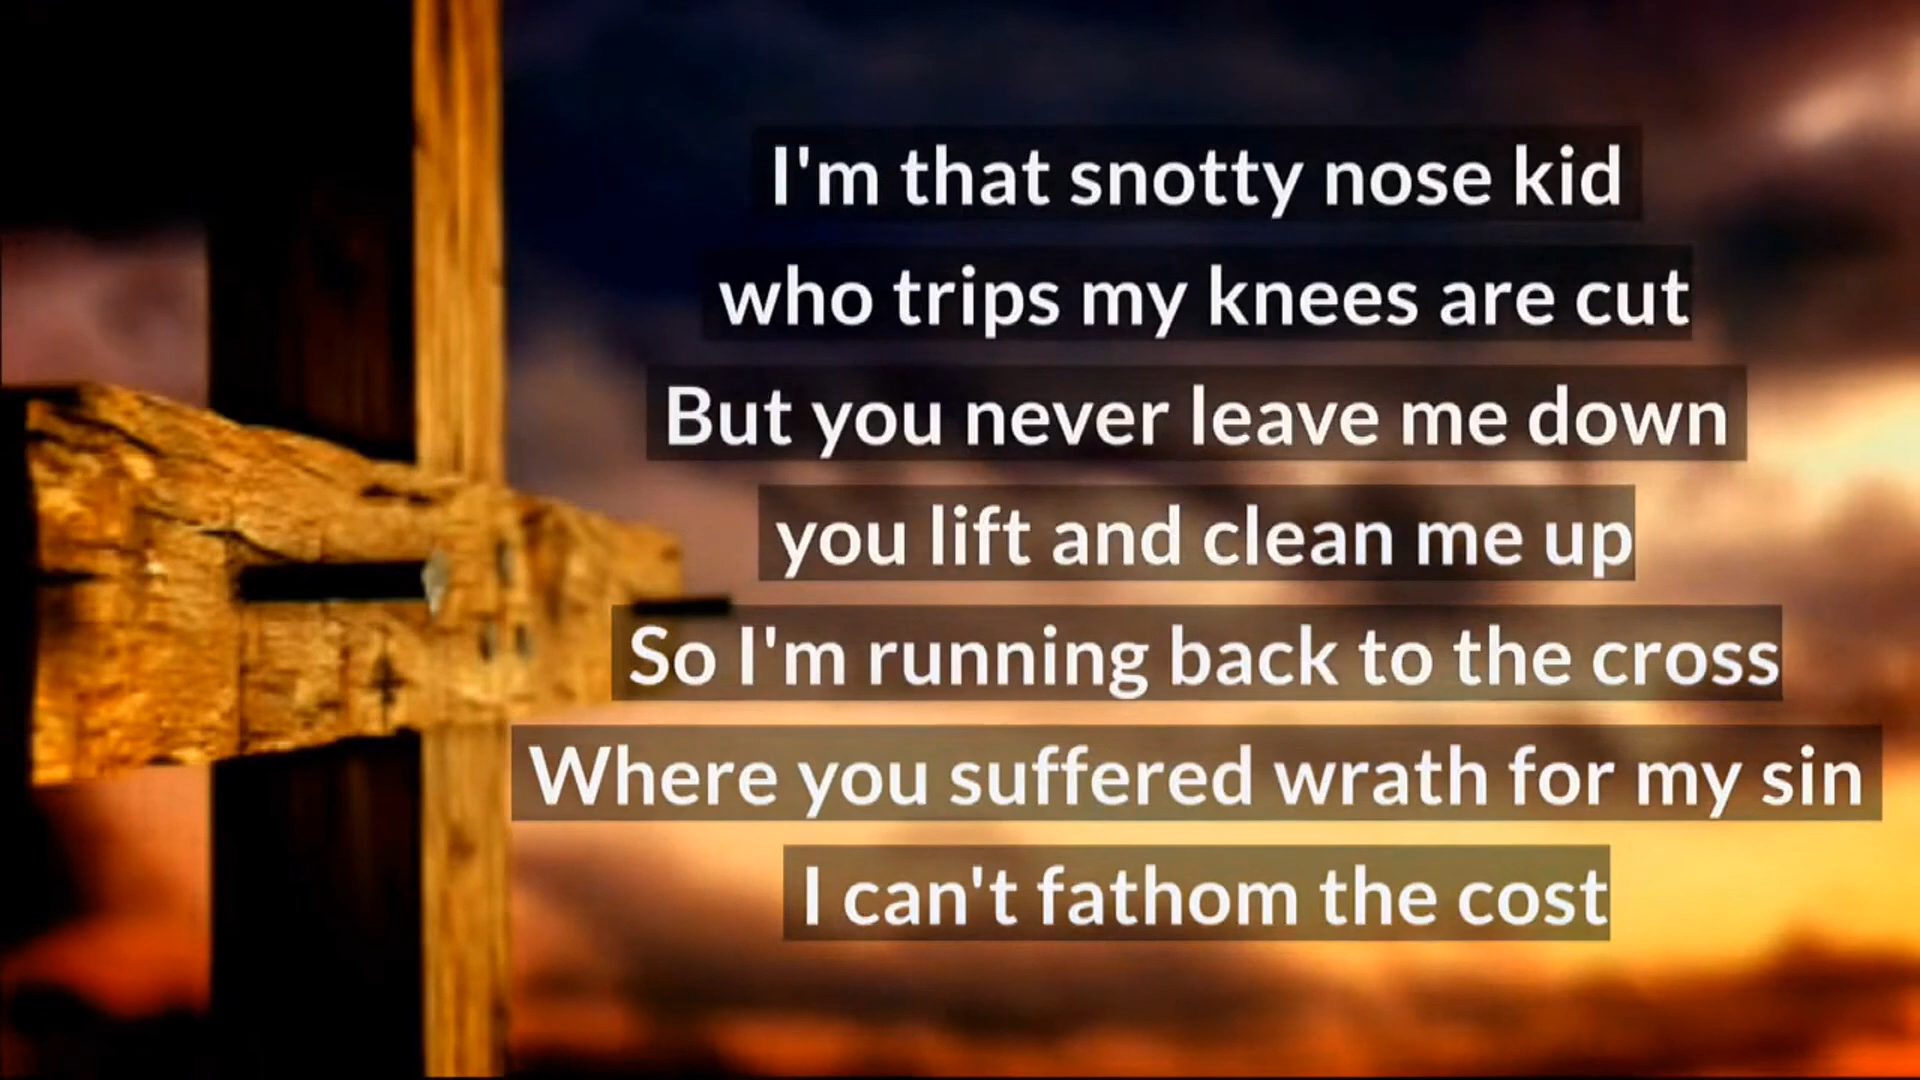 I'm that snotty nose kid
who trips my knees are cut
But you never leave me down
you lift and clean me up
So I'm running back to the cross
Where you suffered wrath for my sin
I can't fathom the cost